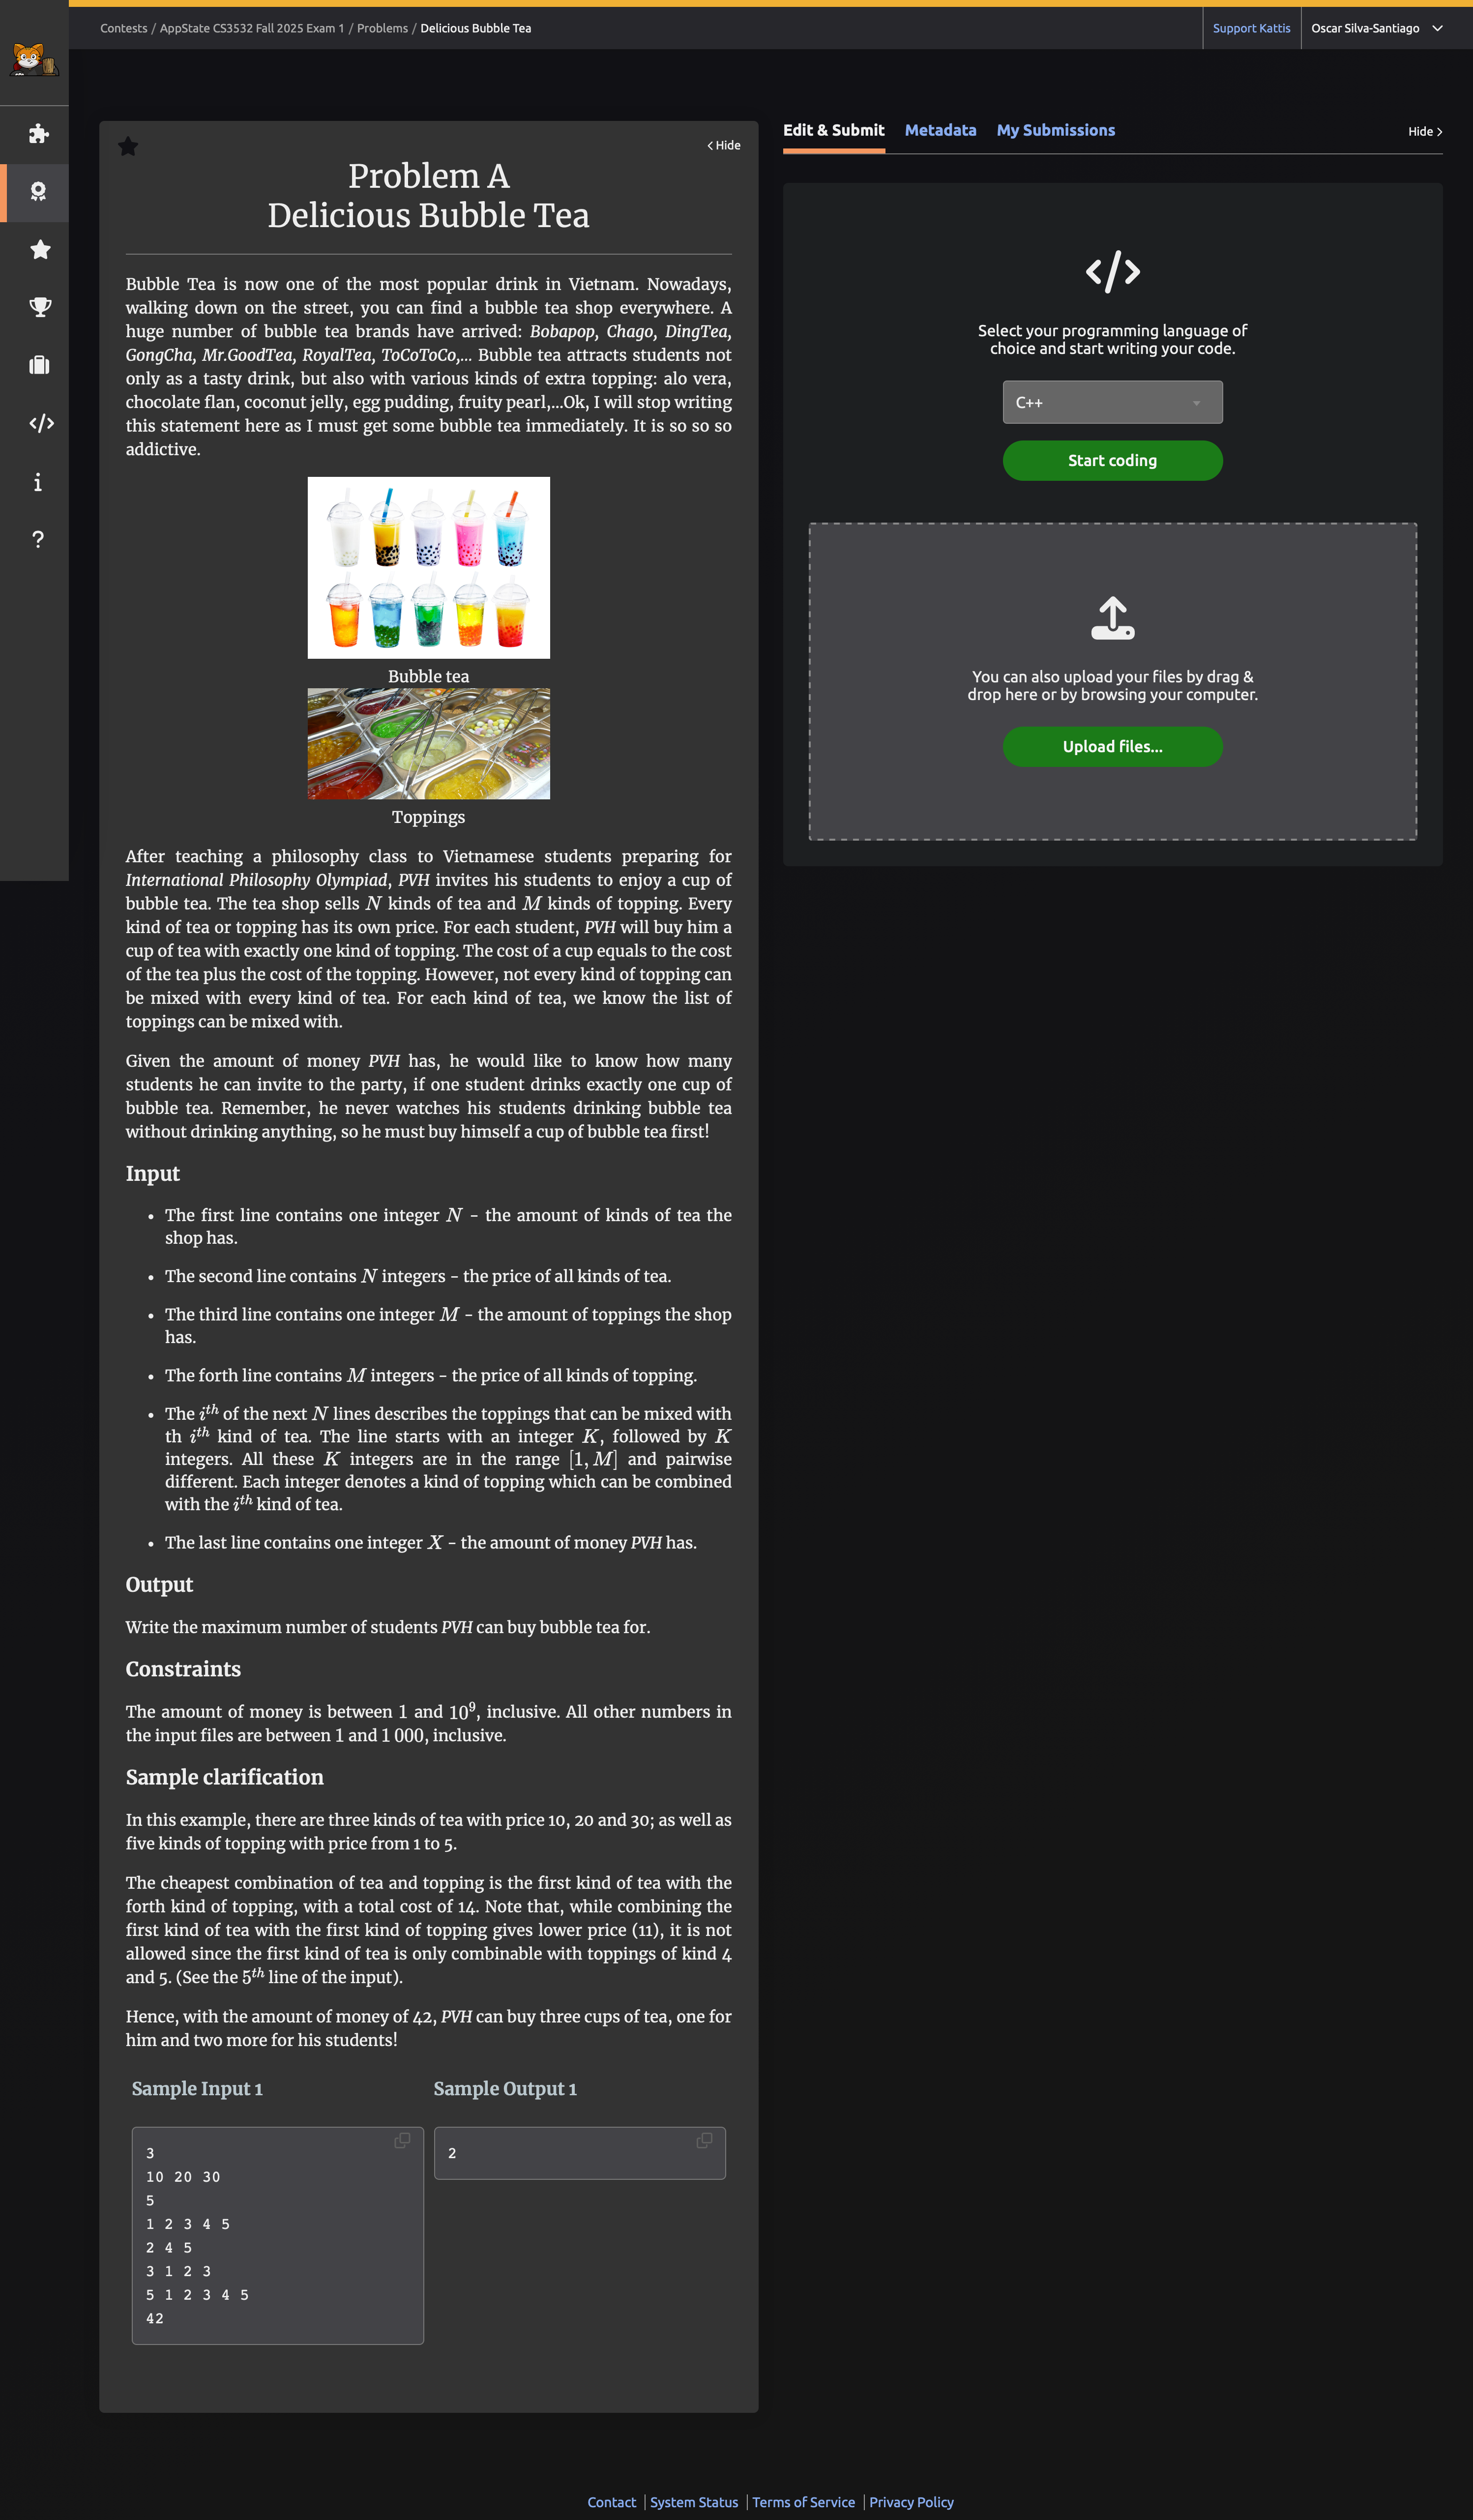 Contests / AppState CS3532 Fall 2025 Exam 1 / Problems / Delicious Bubble Tea
Support Kattis
Oscar Silva-Santiago
Hide
Problem A
Delicious Bubble Tea
Bubble Tea is now one of the most popular drink in Vietnam. Nowadays,
walking down on the street, you can find a bubble tea shop everywhere. A
huge number of bubble tea brands have arrived: Bobapop, Chago, DingTea,
GongCha, Mr.GoodTea, RoyalTea, ToCoToCo,... Bubble tea attracts students not
only as a tasty drink, but also with various kinds of extra topping: alo vera,
chocolate flan, coconut jelly, egg pudding, fruity pearl,...Ok, I will stop writing
this statement here as I must get some bubble tea immediately. It is so so so
addictive.
Bubble tea
Toppings
After teaching a philosophy class to Vietnamese students preparing for
International Philosophy Olympiad, PVH invites his students to enjoy a cup of
bubble tea. The tea shop sells N kinds of tea and M kinds of topping. Every
kind of tea or topping has its own price. For each student, PVH will buy him a
cup of tea with exactly one kind of topping. The cost of a cup equals to the cost
of the tea plus the cost of the topping. However, not every kind of topping can
be mixed with every kind of tea. For each kind of tea, we know the list of
toppings can be mixed with.
Given the amount of money PVH has, he would like to know how many
students he can invite to the party, if one student drinks exactly one cup of
bubble tea. Remember, he never watches his students drinking bubble tea
without drinking anything, so he must buy himself a cup of bubble tea first!
Input
• The first line contains one integer N - the amount of kinds of tea the
shop has.
• The second line contains N integers - the price of all kinds of tea.
• The third line contains one integer M - the amount of toppings the shop
has.
• The forth line contains M integers - the price of all kinds of topping.
• The i^th of the next N lines describes the toppings that can be mixed with
th i^th kind of tea. The line starts with an integer K, followed by K
integers. All these K integers are in the range [1, M] and pairwise
different. Each integer denotes a kind of topping which can be combined
with the i^th kind of tea.
• The last line contains one integer X - the amount of money PVH has.
Output
Write the maximum number of students PVH can buy bubble tea for.
Constraints
The amount of money is between 1 and 10^9, inclusive. All other numbers in
the input files are between 1 and 1 000, inclusive.
Sample clarification
In this example, there are three kinds of tea with price 10, 20 and 30; as well as
five kinds of topping with price from 1 to 5.
The cheapest combination of tea and topping is the first kind of tea with the
forth kind of topping, with a total cost of 14. Note that, while combining the
first kind of tea with the first kind of topping gives lower price (11), it is not
allowed since the first kind of tea is only combinable with toppings of kind 4
and 5. (See the 5^th line of the input).
Hence, with the amount of money of 42, PVH can buy three cups of tea, one for
him and two more for his students!
Sample Input 1
3
10 20 30
5
1 2 3 4 5
2 4 5
3 1 2 3
5 1 2 3 4 5
42
Sample Output 1
2
Edit & Submit
Metadata
My Submissions
Hide
Select your programming language of
choice and start writing your code.
C++
Start coding
You can also upload your files by drag &
drop here or by browsing your computer.
Upload files...
Contact | System Status | Terms of Service | Privacy Policy